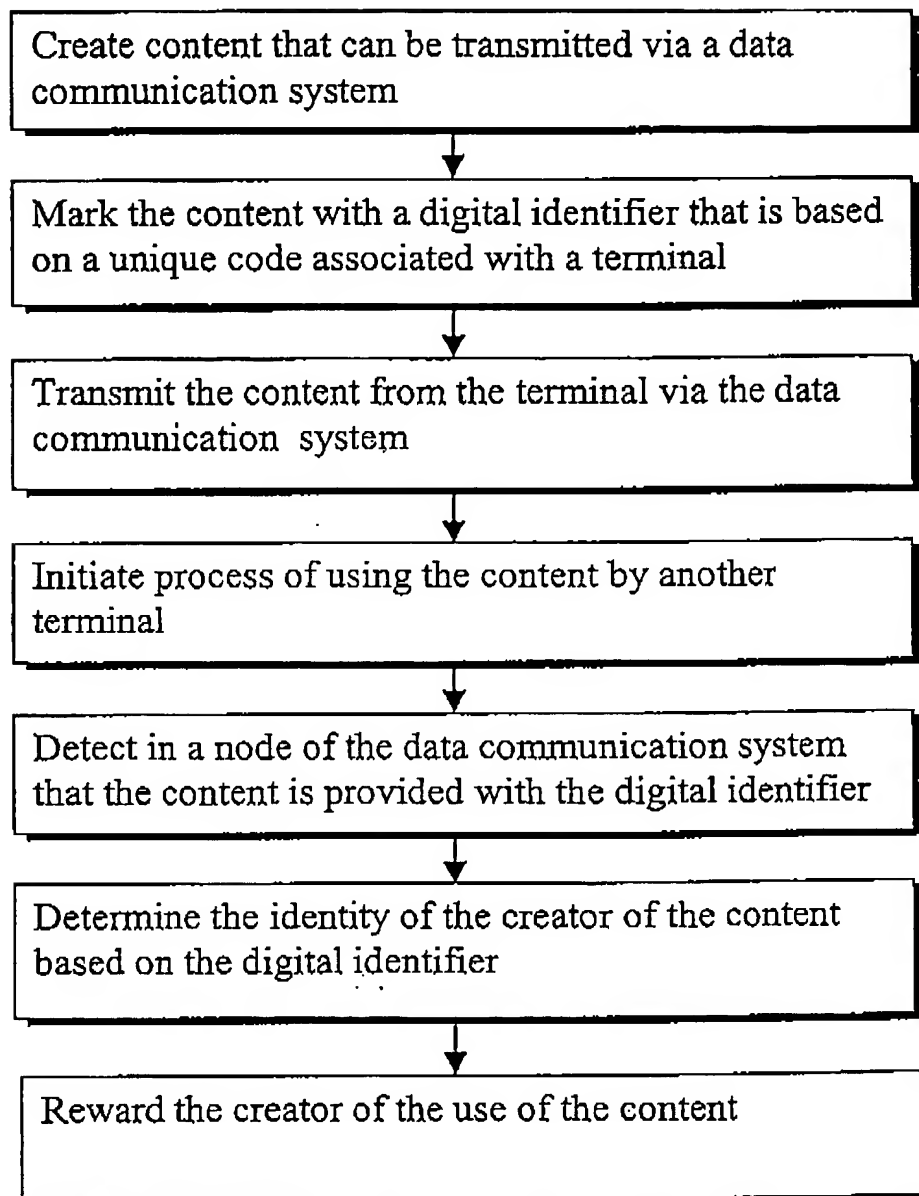 Create content that can be transmitted via a data
communication system
Mark the content with a digital identifier that is based
on a unique code associated with a terminal
Transmit the content from the terminal via the data
communication system
Initiate process of using the content by another
terminal
Detect in a node of the data communication system
that the content is provided with the digital identifier
Determine the identity of the creator of the content
based on the digital identifier
Reward the creator of the use of the content